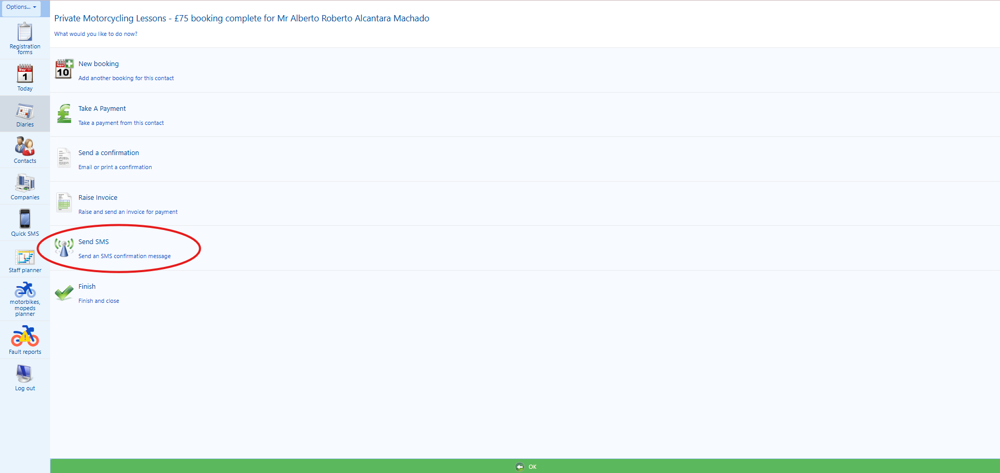 Options...
Registration
forms
Day
1
Today
Diaries
Contacts
Companies
Quick SMS
Staff planner
motorbikes,
mopeds
planner
Fault reports
Log out
Private Motorcycling Lessons - £75 booking complete for Mr Alberto Roberto Alcantara Machado
What would you like to do now?
Nov
10
New booking
Add another booking for this contact
£
Take A Payment
Take a payment from this contact
Send a confirmation
Email or print a confirmation
Raise Invoice
Raise and send an invoice for payment
Send SMS
Send an SMS confirmation message
Finish
Finish and close
OK